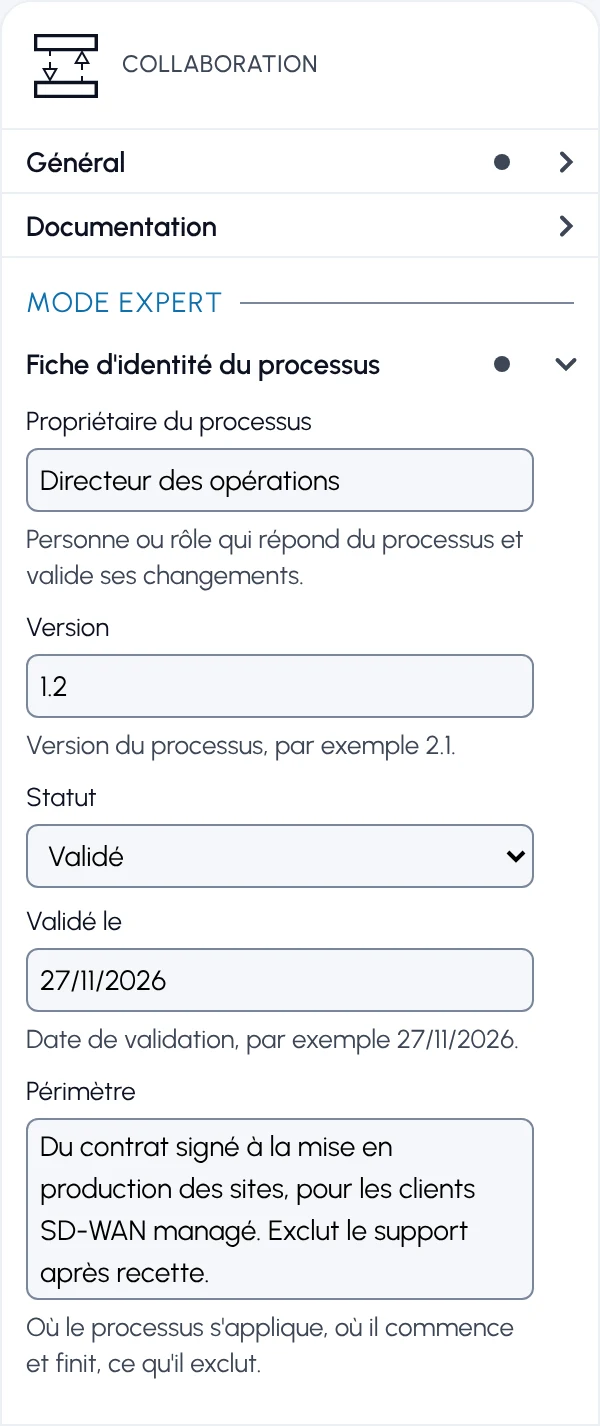 COLLABORATION
Général
Documentation
MODE EXPERT
Fiche d'identité du processus
Propriétaire du processus
Directeur des opérations
Personne ou rôle qui répond du processus et
valide ses changements.
Version
1.2
Version du processus, par exemple 2.1.
Statut
Validé
Validé le
27/11/2026
Date de validation, par exemple 27/11/2026.
Périmètre
Du contrat signé à la mise en
production des sites, pour les clients
SD-WAN managé. Exclut le support
après recette.
Où le processus s'applique, où il commence
et finit, ce qu'il exclut.